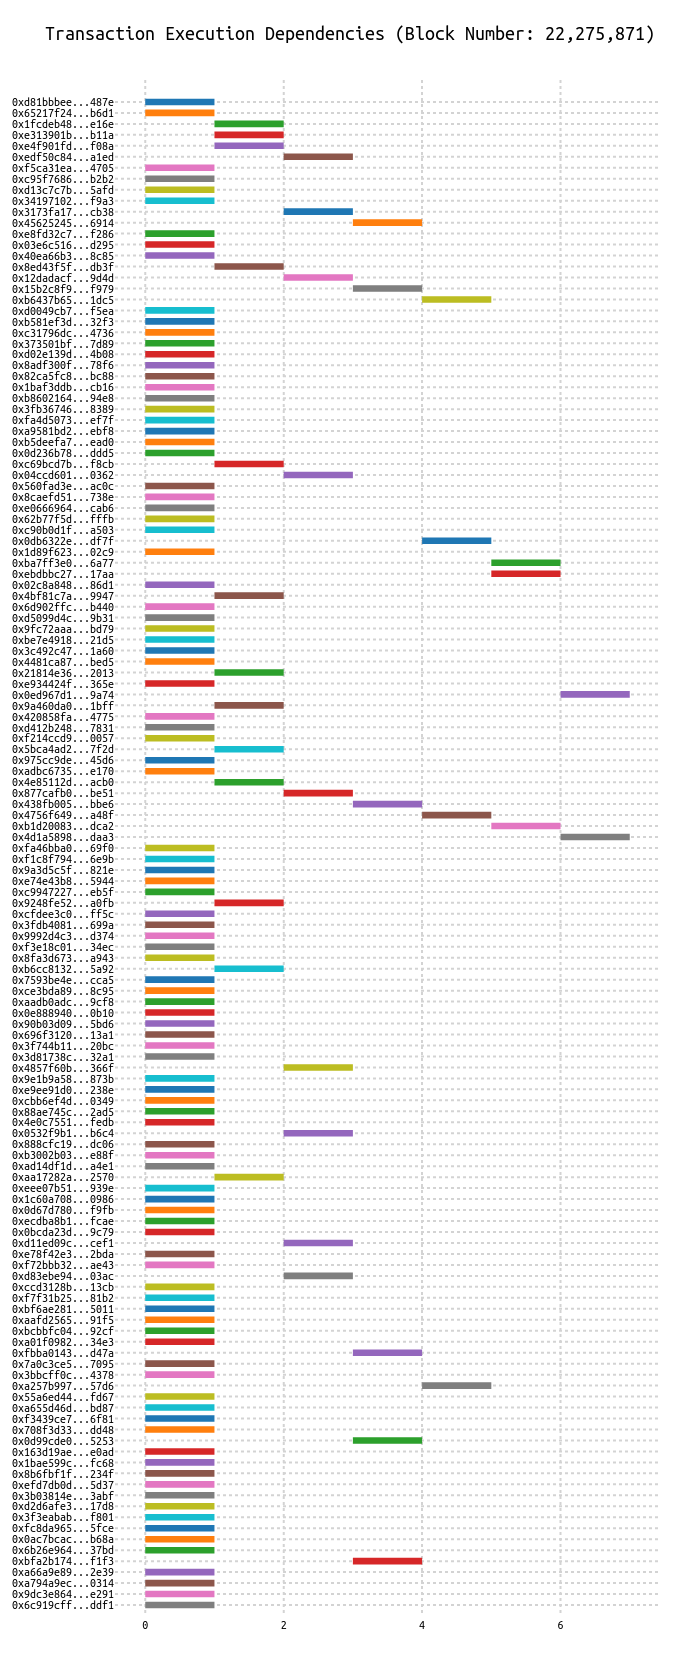 Transaction Execution Dependencies (Block Number: 22,275,871)
0xd81bbbee...487e
0x65217f24...b6d1
0x1fcdeb48...e16e
0xe313901b...b11a
0xe4f901fd...f08a
0xedf50c84...a1ed
0xf5ca31ea...4705
0xc95f7686...b2b2
0xd13c7c7b...5afd
0x34197102...f9a3
0x3173fa17...cb38
0x45625245...6914
0xe8fd32c7...f286
0x03e6c516...d295
0x40ea66b3...8c85
0x8ed43f5f...db3f
0x12dadacf...9d4d
0x15b2c8f9...f979
0xb6437b65...1dc5
0xd0049cb7...f5ea
0xb581ef3d...32f3
0xc31796dc...4736
0x373501bf...7d89
0xd02e139d...4b08
0x8adf300f...78f6
0x82ca5fc8...bc88
0x1baf3ddb...cb16
0xb8602164...94e8
0x3fb36746...8389
0xfa4d5073...ef7f
0xa9581bd2...ebf8
0xb5deefa7...ead0
0x0d236b78...ddd5
0xc69bcd7b...f8cb
0x04ccd601...0362
0x560fad3e...ac0c
0x8caefd51...738e
0xe0666964...cab6
0x62b77f5d...fffb
0xc90b0d1f...a503
0x0db6322e...df7f
0x1d89f623...02c9
0xba7ff3e0...6a77
0xebdbbc27...17aa
0x02c8a848...86d1
0x4bf81c7a...9947
0x6d902ffc...b440
0xd5099d4c...9b31
0x9fc72aaa...bd79
0xbe7e4918...21d5
0x3c492c47...1a60
0x4481ca87...bed5
0x21814e36...2013
0xe934424f...365e
0x0ed967d1...9a74
0x9a460da0...1bff
0x420858fa...4775
0xd412b248...7831
0xf214ccd9...0057
0x5bca4ad2...7f2d
0x975cc9de...45d6
0xadbc6735...e170
0x4e85112d...acb0
0x877cafb0...be51
0x438fb005...bbe6
0x4756f649...a48f
0xb1d20083...dca2
0x4d1a5898...daa3
0xfa46bba0...69f0
0xf1c8f794...6e9b
0x9a3d5c5f...821e
0xe74e43b8...5944
0xc9947227...eb5f
0x9248fe52...a0fb
0xcfdee3c0...ff5c
0x3fdb4081...699a
0x9992d4c3...d374
0xf3e18c01...34ec
0x8fa3d673...a943
0xb6cc8132...5a92
0x7593be4e...cca5
0xce3bda89...8c95
0xaadb0adc...9cf8
0x0e888940...0b10
0x90b03d09...5bd6
0x696f3120...13a1
0x3f744b11...20bc
0x3d81738c...32a1
0x4857f60b...366f
0x9e1b9a58...873b
0xe9ee91d0...238e
0xcbb6ef4d...0349
0x88ae745c...2ad5
0x4e0c7551...fedb
0x0532f9b1...b6c4
0x888cfc19...dc06
0xb3002b03...e88f
0xad14df1d...a4e1
0xaa17282a...2570
0xeee07b51...939e
0x1c60a708...0986
0x0d67d780...f9fb
0xecdba8b1...fcae
0x0bcda23d...9c79
0xd11ed09c...cef1
0xe78f42e3...2bda
0xf72bbb32...ae43
0xd83ebe94...03ac
0xccd3128b...13cb
0xf7f31b25...81b2
0xbf6ae281...5011
0xaafd2565...91f5
0xbcbbfc04...92cf
0xa01f0982...34e3
0xfbba0143...d47a
0x7a0c3ce5...7095
0x3bbcff0c...4378
0xa257b997...57d6
0x55a6ed44...fd67
0xa655d46d...bd87
0xf3439ce7...6f81
0x708f3d33...dd48
0x0d99cde0...5253
0x163d19ae...e0ad
0x1bae599c...fc68
0x8b6fbf1f...234f
0xefd7db0d...5d37
0x3b03814e...3abf
0xd2d6afe3...17d8
0x3f3eabab...f801
0xfc8da965...5fce
0x0ac7bcac...b68a
0x6b26e964...37bd
0xbfa2b174...f1f3
0xa66a9e89...2e39
0xa794a9ec...0314
0x9dc3e864...e291
0x6c919cff...ddf1
0 2 4 6